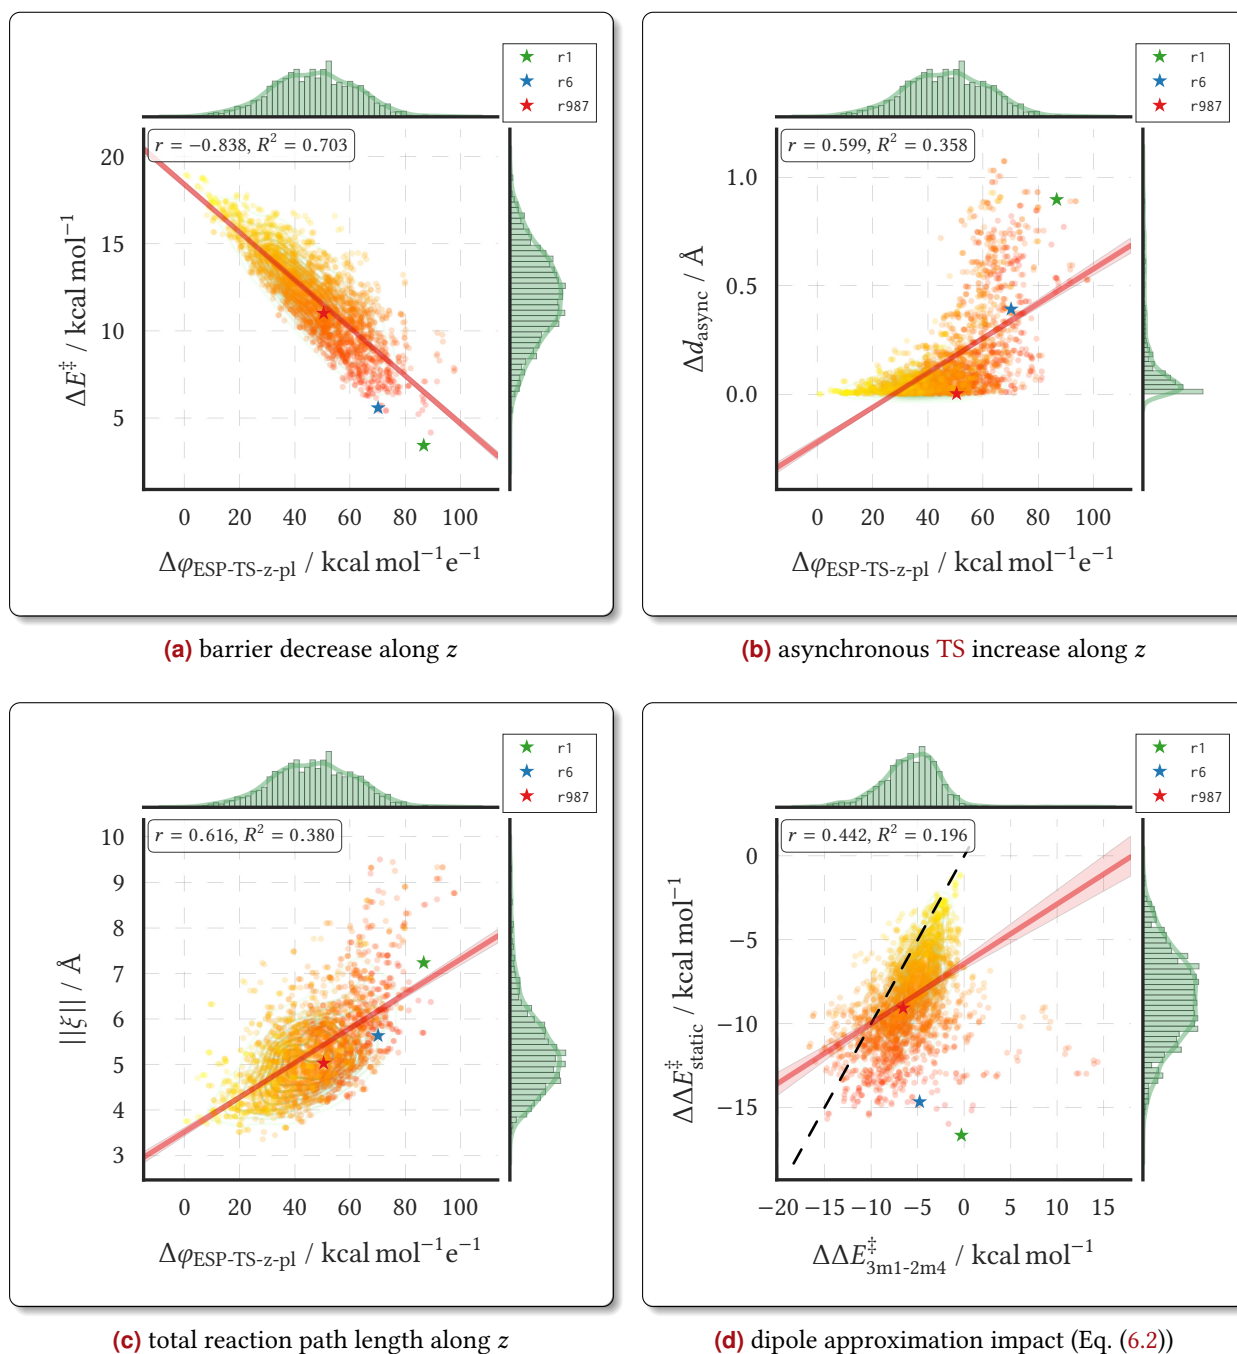 r1
r6
r987
r = −0.838, R² = 0.703
20
15
10
5
ΔE‡ / kcal mol⁻¹
0 20 40 60 80 100
Δφ_ESP-TS-z-pl / kcal mol⁻¹e⁻¹
(a) barrier decrease along z
r1
r6
r987
r = 0.599, R² = 0.358
1.0
0.5
0.0
Δd_async / Å
0 20 40 60 80 100
Δφ_ESP-TS-z-pl / kcal mol⁻¹e⁻¹
(b) asynchronous TS increase along z
r1
r6
r987
r = 0.616, R² = 0.380
10
9
8
7
6
5
4
3
||ξ|| / Å
0 20 40 60 80 100
Δφ_ESP-TS-z-pl / kcal mol⁻¹e⁻¹
(c) total reaction path length along z
r1
r6
r987
r = 0.442, R² = 0.196
0
−5
−10
−15
ΔΔE‡_static / kcal mol⁻¹
−20 −15 −10 −5 0 5 10 15
ΔΔE‡_3m1-2m4 / kcal mol⁻¹
(d) dipole approximation impact (Eq. (6.2))